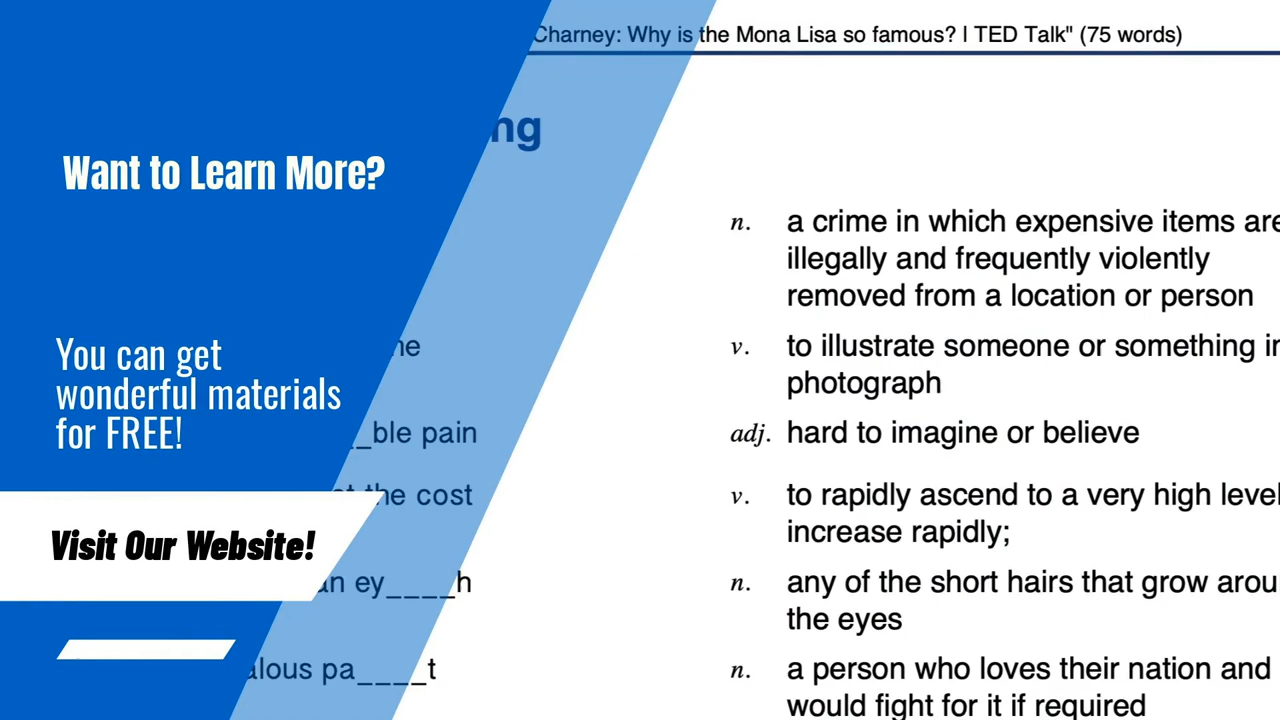 Charney: Why is the Mona Lisa so famous? | TED Talk" (75 words)
ng
Want to Learn More?
You can get
wonderful materials
for FREE!
Visit Our Website!
he
_ble pain
at the cost
an ey____h
alous pa____t
n. a crime in which expensive items are
illegally and frequently violently
removed from a location or person
v. to illustrate someone or something in
photograph
adj. hard to imagine or believe
v. to rapidly ascend to a very high level
increase rapidly;
n. any of the short hairs that grow arou
the eyes
n. a person who loves their nation and
would fight for it if required